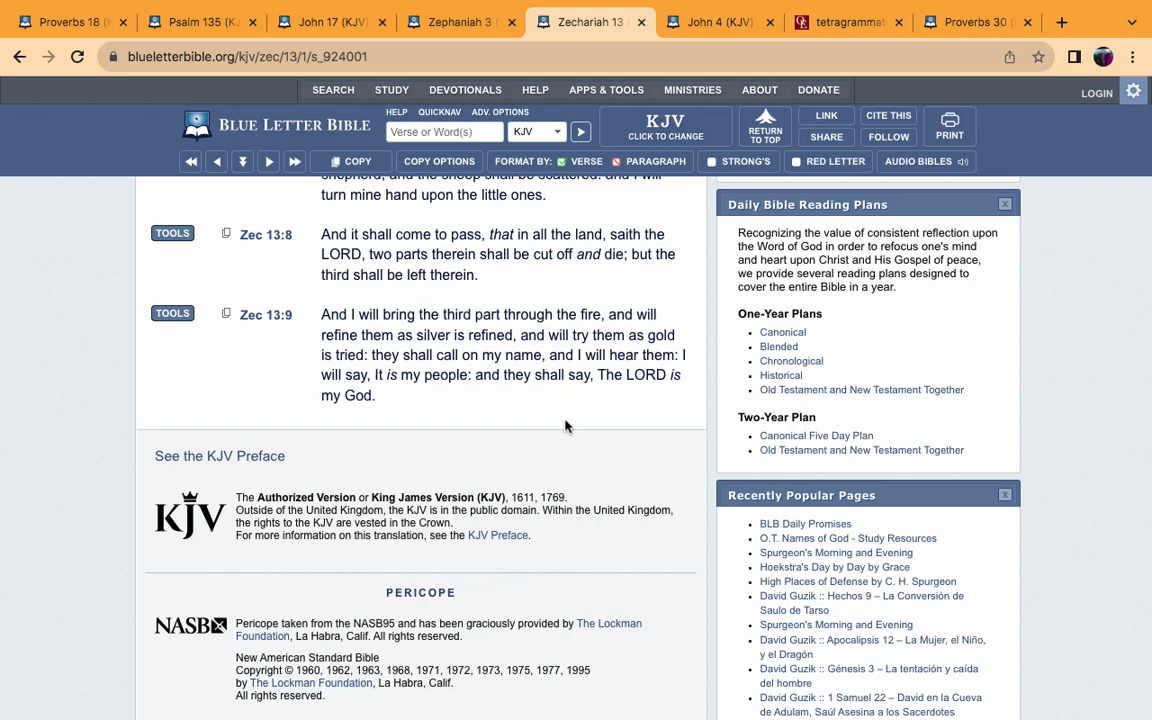 Proverbs 18 (K
Psalm 135 (KJ
John 17 (KJV)
Zephaniah 3
Zechariah 13
John 4 (KJV)
tetragrammat
Proverbs 30 (
blueletterbible.org/kjv/zec/13/1/s_924001
SEARCH STUDY DEVOTIONALS HELP APPS & TOOLS MINISTRIES ABOUT DONATE LOGIN
HELP QUICKNAV ADV. OPTIONS
BLUE LETTER BIBLE
Verse or Word(s) KJV
KJV
CLICK TO CHANGE
RETURN
TO TOP
LINK CITE THIS
SHARE FOLLOW
PRINT
COPY COPY OPTIONS FORMAT BY: VERSE PARAGRAPH STRONG'S RED LETTER AUDIO BIBLES
shepherd, and the sheep shall be scattered: and I will
turn mine hand upon the little ones.
TOOLS Zec 13:8 And it shall come to pass, that in all the land, saith the
LORD, two parts therein shall be cut off and die; but the
third shall be left therein.
TOOLS Zec 13:9 And I will bring the third part through the fire, and will
refine them as silver is refined, and will try them as gold
is tried: they shall call on my name, and I will hear them: I
will say, It is my people: and they shall say, The LORD is
my God.
See the KJV Preface
KJV
The Authorized Version or King James Version (KJV), 1611, 1769.
Outside of the United Kingdom, the KJV is in the public domain. Within the United Kingdom,
the rights to the KJV are vested in the Crown.
For more information on this translation, see the KJV Preface.
PERICOPE
NASB
Pericope taken from the NASB95 and has been graciously provided by The Lockman
Foundation, La Habra, Calif. All rights reserved.
New American Standard Bible
Copyright © 1960, 1962, 1963, 1968, 1971, 1972, 1973, 1975, 1977, 1995
by The Lockman Foundation, La Habra, Calif.
All rights reserved.
Daily Bible Reading Plans
Recognizing the value of consistent reflection upon
the Word of God in order to refocus one's mind
and heart upon Christ and His Gospel of peace,
we provide several reading plans designed to
cover the entire Bible in a year.
One-Year Plans
Canonical
Blended
Chronological
Historical
Old Testament and New Testament Together
Two-Year Plan
Canonical Five Day Plan
Old Testament and New Testament Together
Recently Popular Pages
BLB Daily Promises
O.T. Names of God - Study Resources
Spurgeon's Morning and Evening
Hoekstra's Day by Day by Grace
High Places of Defense by C. H. Spurgeon
David Guzik :: Hechos 9 – La Conversión de
Saulo de Tarso
Spurgeon's Morning and Evening
David Guzik :: Apocalipsis 12 – La Mujer, el Niño,
y el Dragón
David Guzik :: Génesis 3 – La tentación y caída
del hombre
David Guzik :: 1 Samuel 22 – David en la Cueva
de Adulam, Saúl Asesina a los Sacerdotes